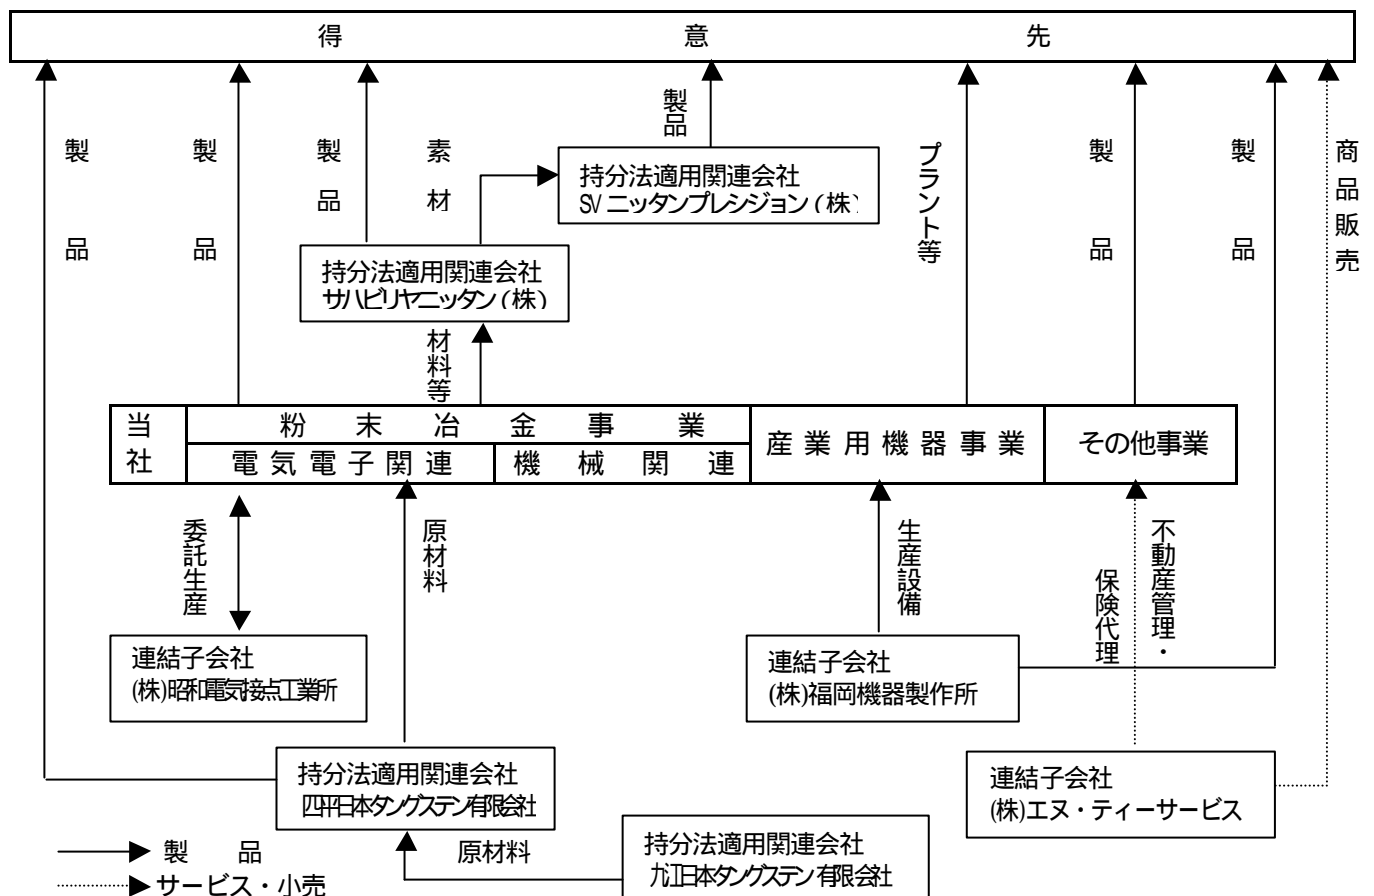 得意先
製品
製品
製品
素材
製品
プラント等
製品
製品
商品販売
持分法適用関連会社
SVニッタンプレシジョン(株)
持分法適用関連会社
サハビリヤニッタン(株)
材料等
当社
粉末冶金事業
電気電子関連
機械関連
産業用機器事業
その他事業
委託生産
原材料
生産設備
不動産管理・
保険代理
連結子会社
(株)昭和電気接点工業所
連結子会社
(株)福岡機器製作所
持分法適用関連会社
四平日本タングステン有限会社
連結子会社
(株)エヌ・ティーサービス
原材料
持分法適用関連会社
九江日本タングステン有限会社
製品
サービス・小売